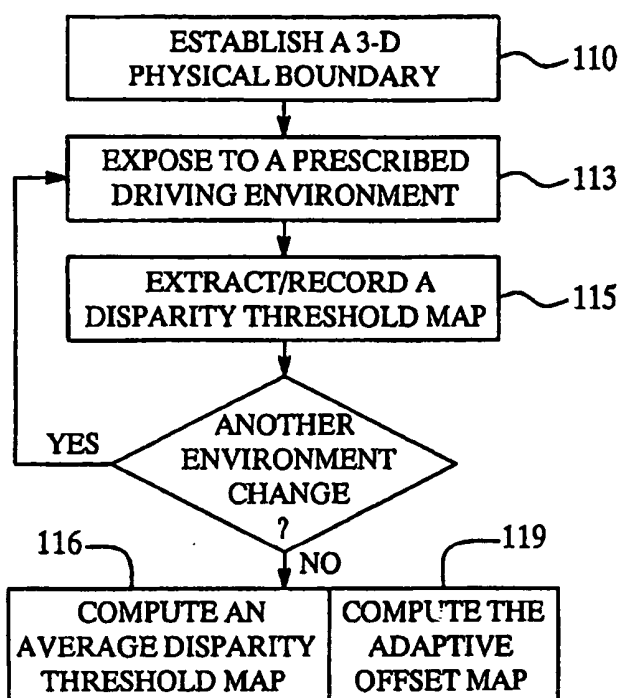 ESTABLISH A 3-D
PHYSICAL BOUNDARY
110
EXPOSE TO A PRESCRIBED
DRIVING ENVIRONMENT
113
EXTRACT/RECORD A
DISPARITY THRESHOLD MAP
115
YES
ANOTHER
ENVIRONMENT
CHANGE
?
NO
116
COMPUTE AN
AVERAGE DISPARITY
THRESHOLD MAP
119
COMPUTE THE
ADAPTIVE
OFFSET MAP